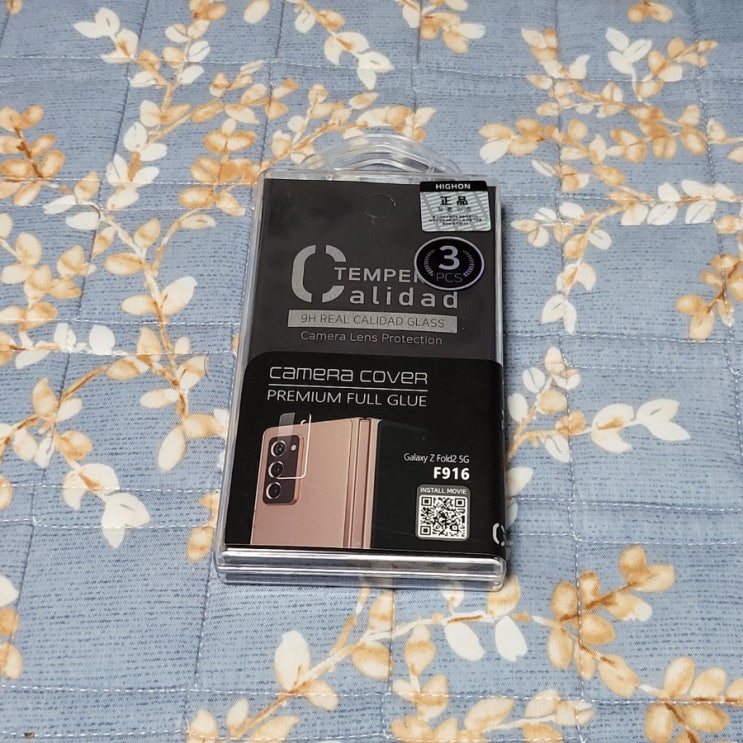 HIGHON
正品
3
PCS
TEMPER
Calidad
9H REAL CALIDAD GLASS
Camera Lens Protection
CAMERA COVER
PREMIUM FULL GLUE
Galaxy Z Fold2 5G
F916
INSTALL MOVIE